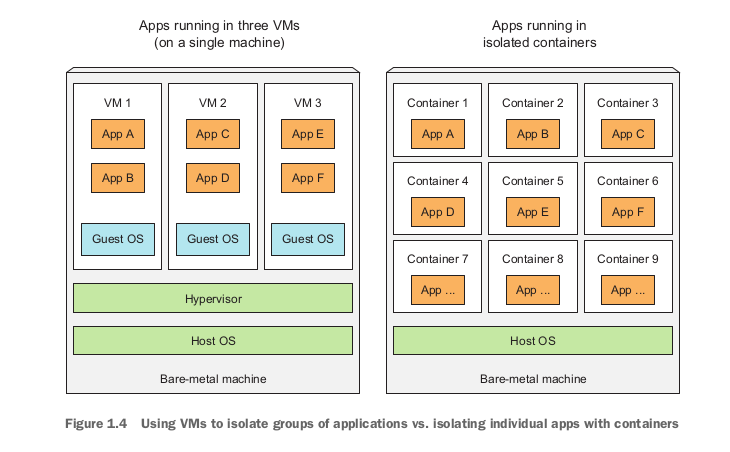 Apps running in three VMs
(on a single machine)
VM 1
VM 2
VM 3
App A
App C
App E
App B
App D
App F
Guest OS
Guest OS
Guest OS
Hypervisor
Host OS
Bare-metal machine
Apps running in
isolated containers
Container 1
Container 2
Container 3
App A
App B
App C
Container 4
Container 5
Container 6
App D
App E
App F
Container 7
Container 8
Container 9
App ...
App ...
App ...
Host OS
Bare-metal machine
Figure 1.4 Using VMs to isolate groups of applications vs. isolating individual apps with containers